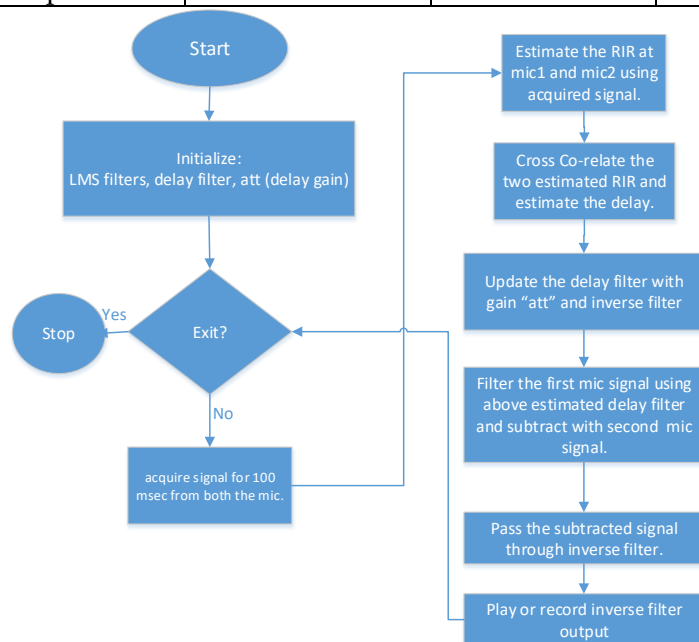 Start
Initialize:
LMS filters, delay filter, att (delay gain)
Exit?
Yes
Stop
No
acquire signal for 100
msec from both the mic.
Estimate the RIR at
mic1 and mic2 using
acquired signal.
Cross Co-relate the
two estimated RIR and
estimate the delay.
Update the delay filter with
gain “att” and inverse filter
Filter the first mic signal using
above estimated delay filter
and subtract with second mic
signal.
Pass the subtracted signal
through inverse filter.
Play or record inverse filter
output